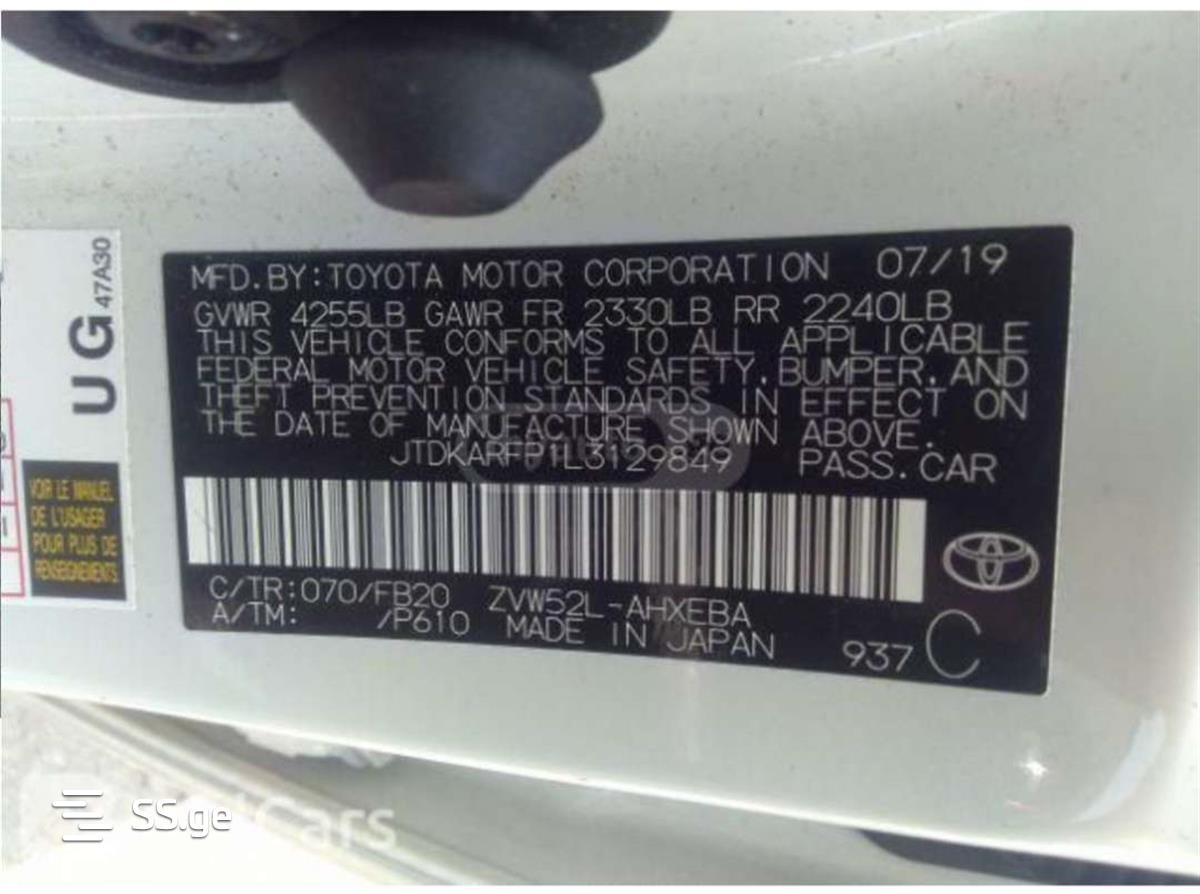 MFD.BY:TOYOTA MOTOR CORPORATION 07/19
GVWR 4255LB GAWR FR 2330LB RR 2240LB
THIS VEHICLE CONFORMS TO ALL APPLICABLE
FEDERAL MOTOR VEHICLE SAFETY,BUMPER,AND
THEFT PREVENTION STANDARDS IN EFFECT ON
THE DATE OF MANUFACTURE SHOWN ABOVE.
JTDKARFP1L3129849 PASS.CAR
C/TR:070/FB20 ZVW52L-AHXEBA
A/TM: /P610 MADE IN JAPAN
937 C
UG 47A30
VOIR LE MANUEL
DE L'USAGER
POUR PLUS DE
RENSEIGNEMENTS
SS.ge
Cars